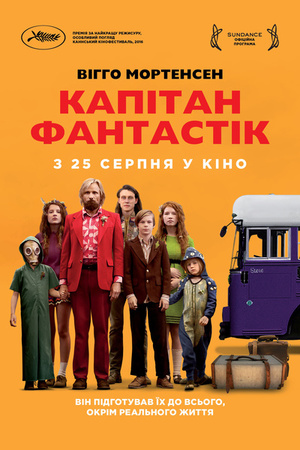 ПРЕМІЯ ЗА НАЙКРАЩУ РЕЖИСУРУ,
ОСОБЛИВИЙ ПОГЛЯД
КАННСЬКИЙ КІНОФЕСТИВАЛЬ, 2016
SUNDANCE
ОФІЦІЙНА
ПРОГРАМА
ВІГГО МОРТЕНСЕН
КАПІТАН
ФАНТАСТІК
З 25 СЕРПНЯ У КІНО
ВІН ПІДГОТУВАВ ЇХ ДО ВСЬОГО,
ОКРІМ РЕАЛЬНОГО ЖИТТЯ